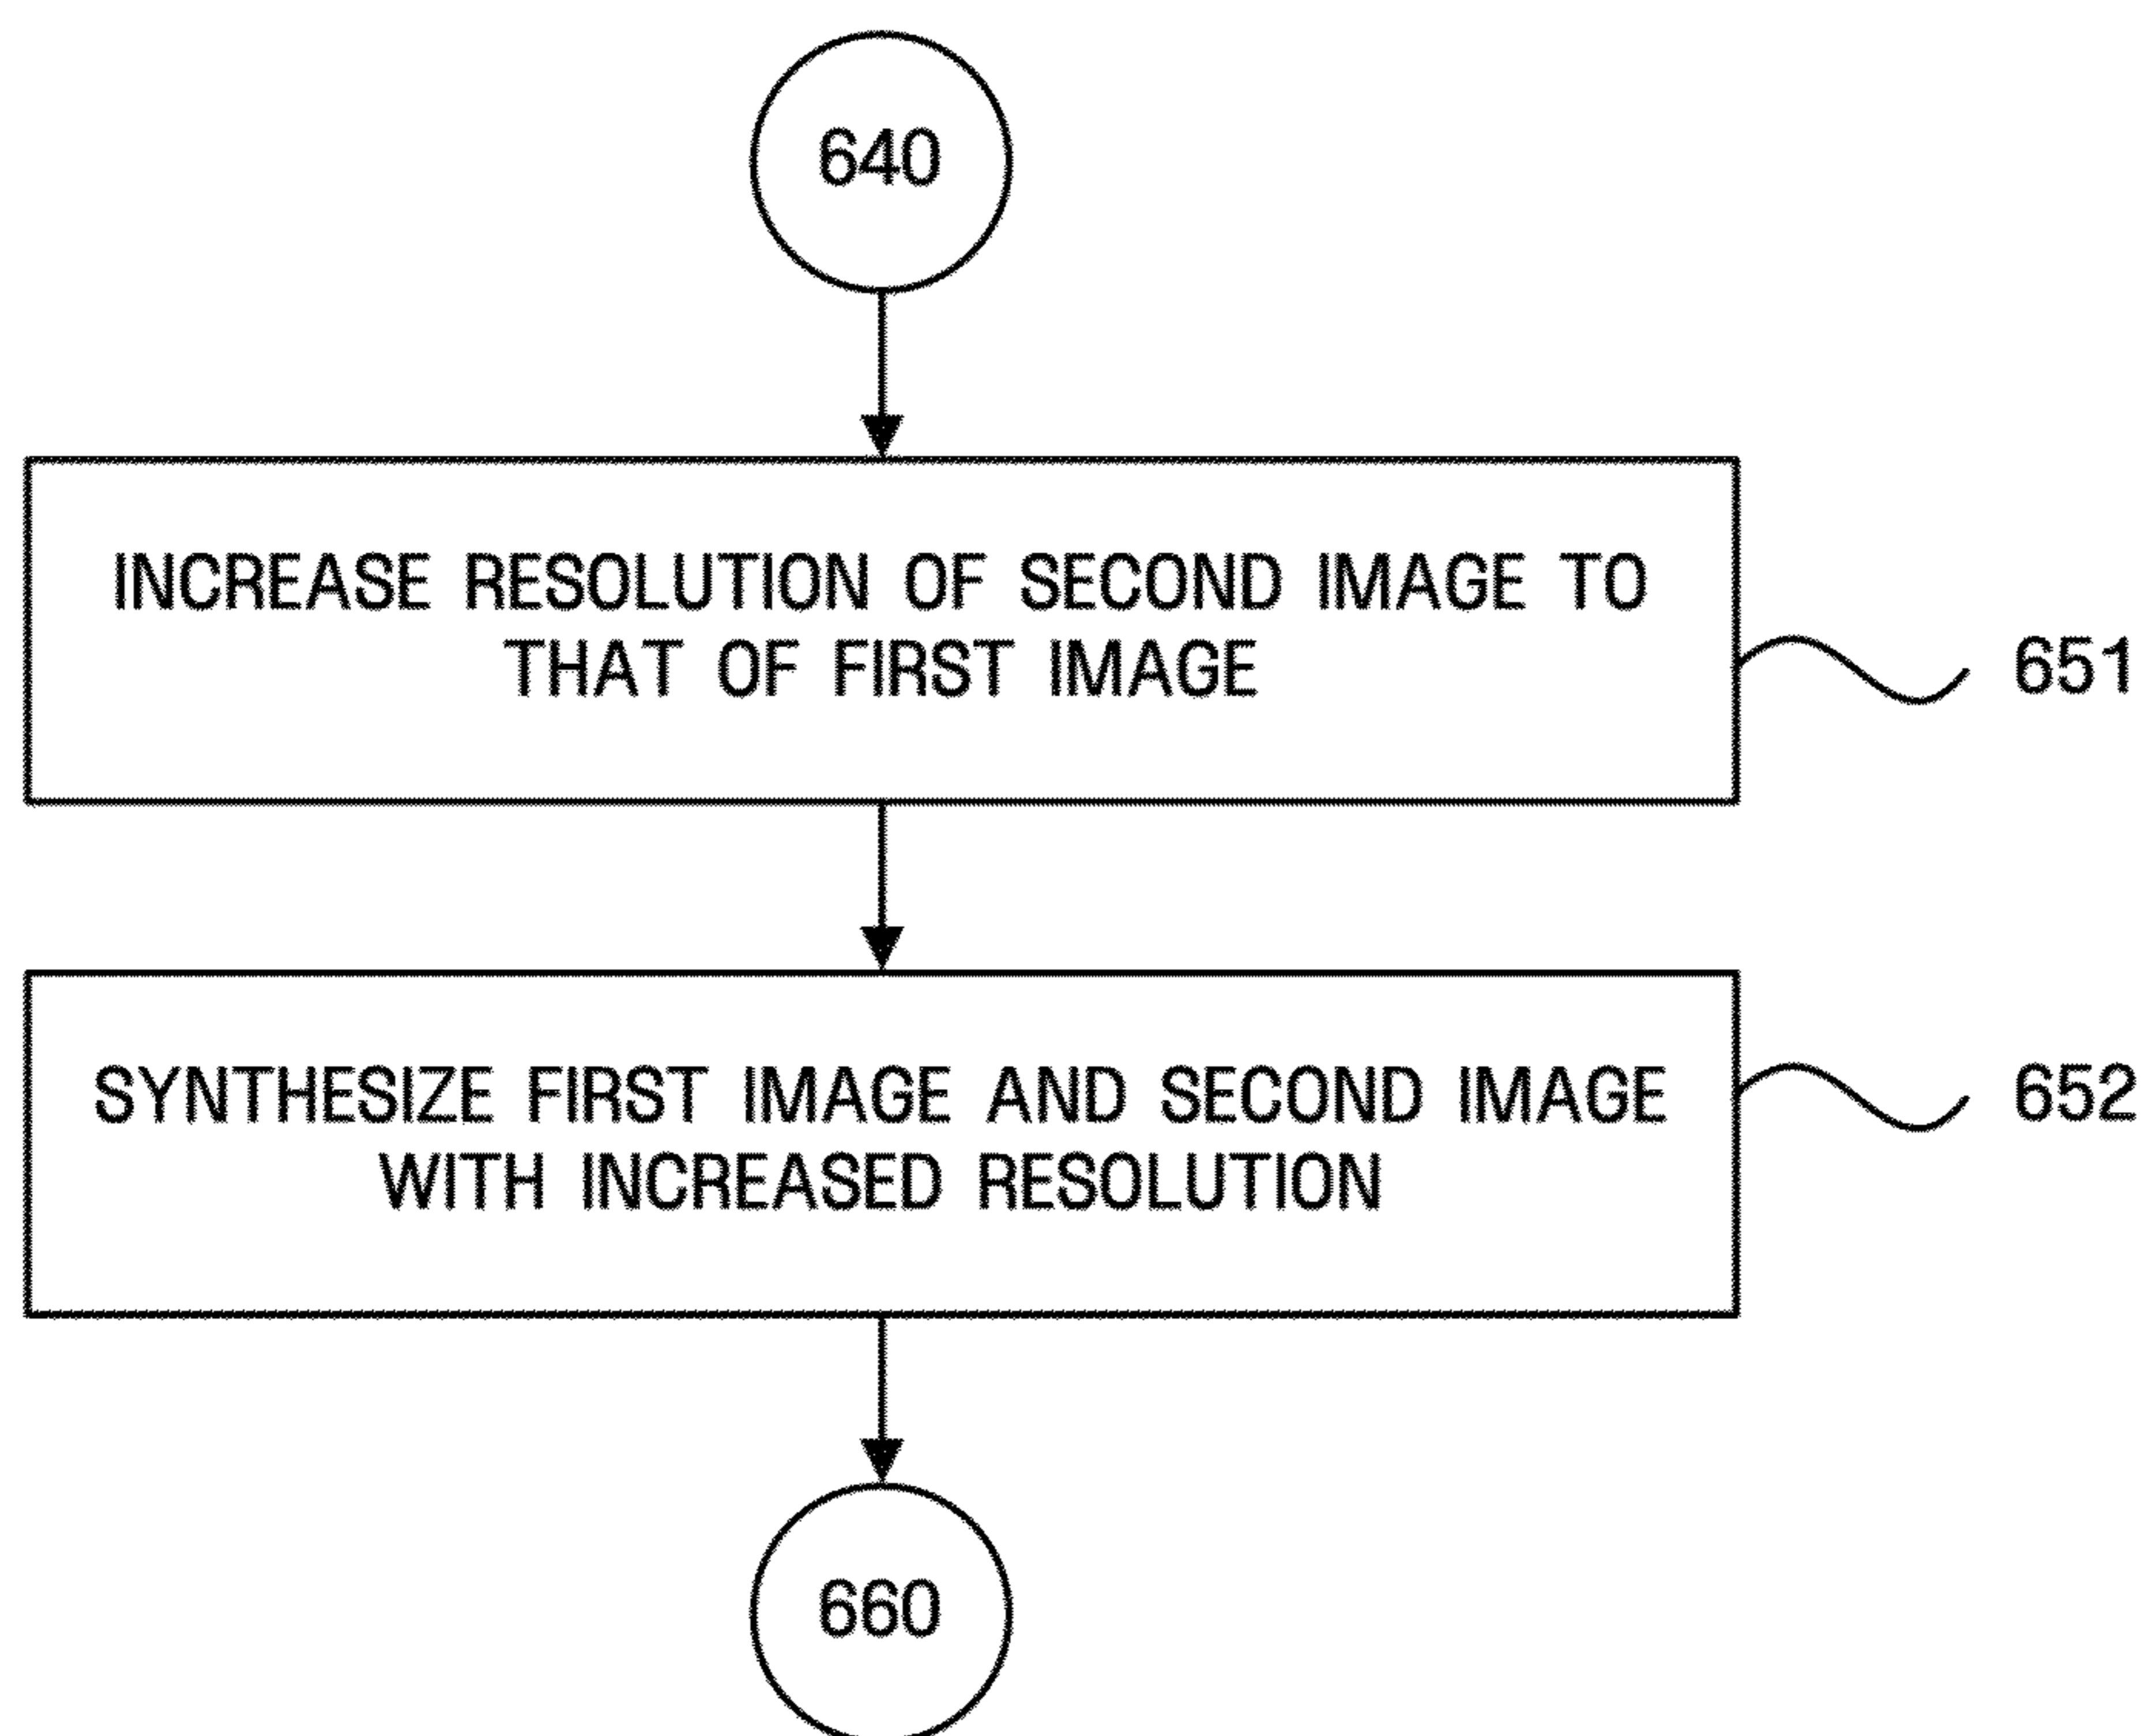 640
INCREASE RESOLUTION OF SECOND IMAGE TO
THAT OF FIRST IMAGE
651
SYNTHESIZE FIRST IMAGE AND SECOND IMAGE
WITH INCREASED RESOLUTION
652
660